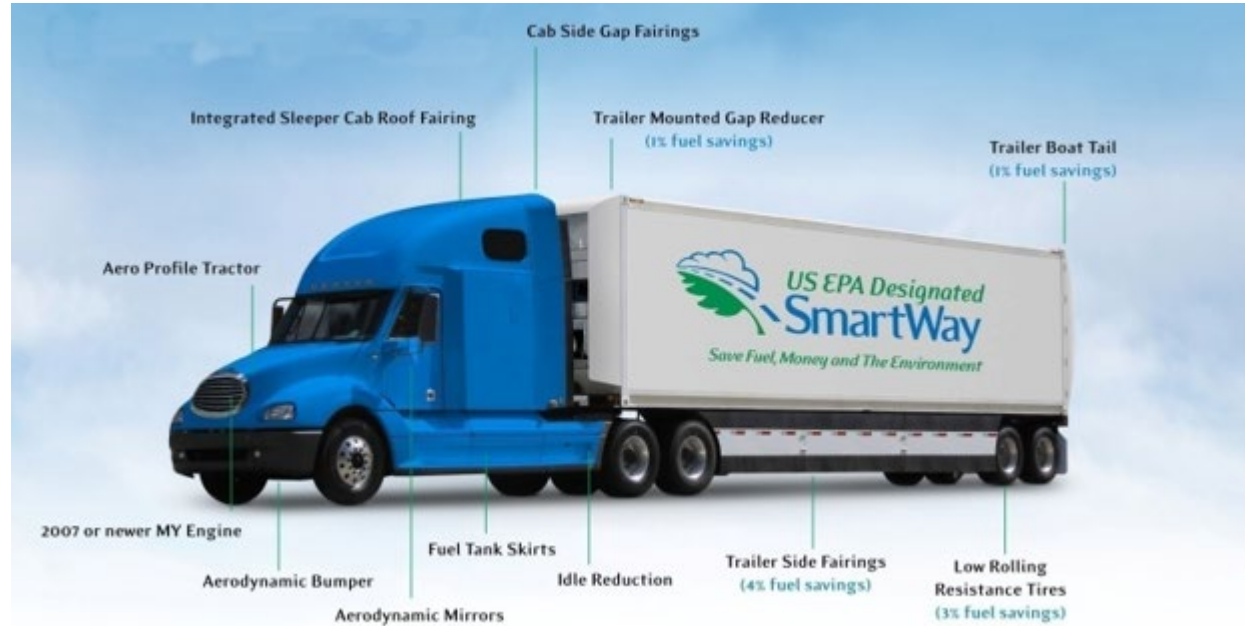 Cab Side Gap Fairings
Integrated Sleeper Cab Roof Fairing
Trailer Mounted Gap Reducer
(1% fuel savings)
Trailer Boat Tail
(1% fuel savings)
Aero Profile Tractor
US EPA Designated
SmartWay
Save Fuel, Money and The Environment
2007 or newer MY Engine
Aerodynamic Bumper
Aerodynamic Mirrors
Fuel Tank Skirts
Idle Reduction
Trailer Side Fairings
(4% fuel savings)
Low Rolling
Resistance Tires
(3% fuel savings)